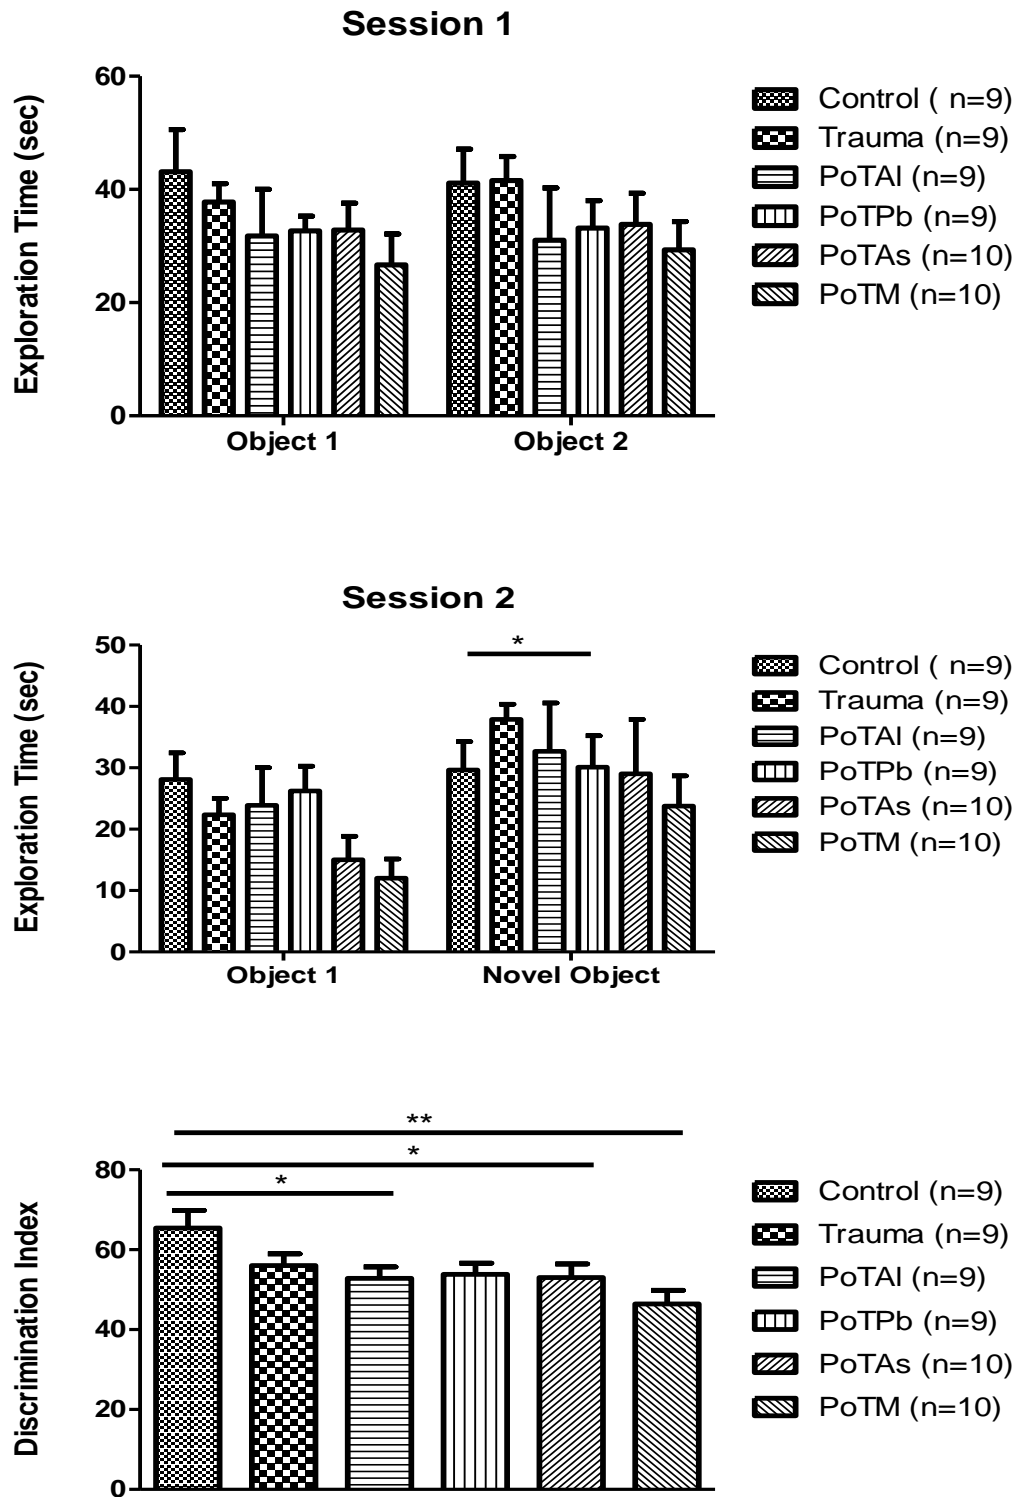 Session 1
Exploration Time (sec)
60
40
20
0
Object 1
Object 2
Control ( n=9)
Trauma (n=9)
PoTAl (n=9)
PoTPb (n=9)
PoTAs (n=10)
PoTM (n=10)
Session 2
Exploration Time (sec)
50
40
30
20
10
0
*
Object 1
Novel Object
Control ( n=9)
Trauma (n=9)
PoTAl (n=9)
PoTPb (n=9)
PoTAs (n=10)
PoTM (n=10)
Discrimination Index
80
60
40
20
0
**
*
*
Control (n=9)
Trauma (n=9)
PoTAl (n=9)
PoTPb (n=9)
PoTAs (n=10)
PoTM (n=10)